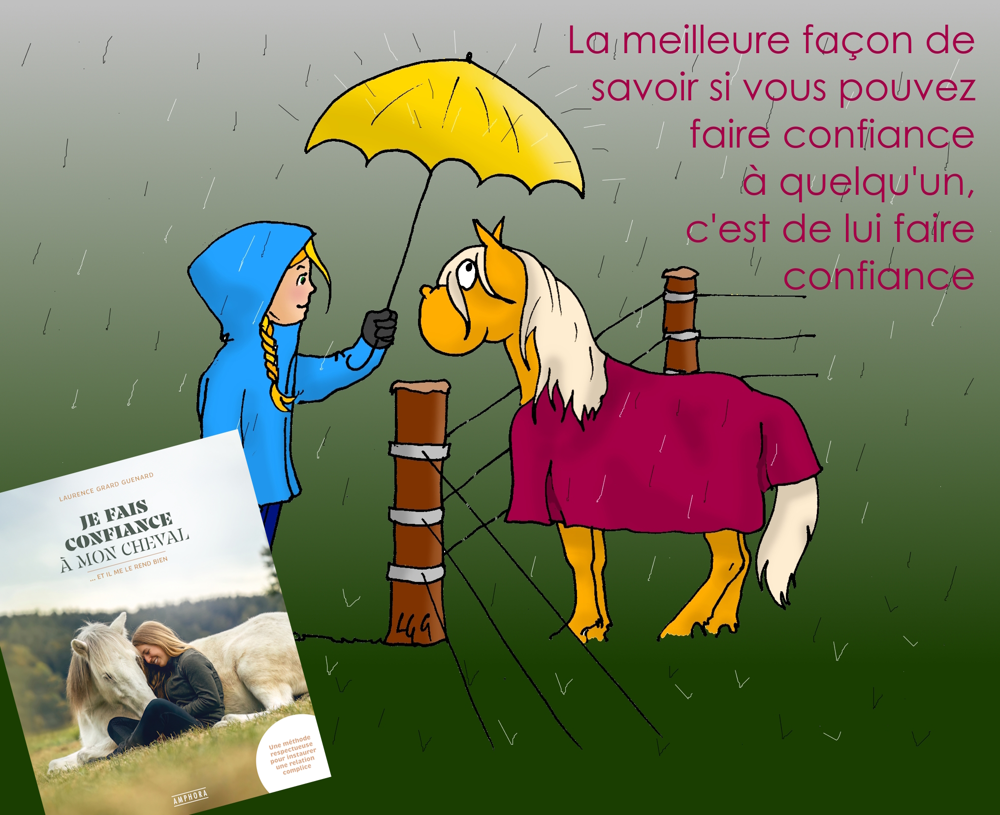 La meilleure façon de
savoir si vous pouvez
faire confiance
à quelqu'un,
c'est de lui faire
confiance
LAURENCE GRARD GUENARD
JE FAIS
CONFIANCE
À MON CHEVAL
... ET IL ME LE REND BIEN
Une méthode
respectueuse
pour instaurer
une relation
complice
AMPHORA
LGG